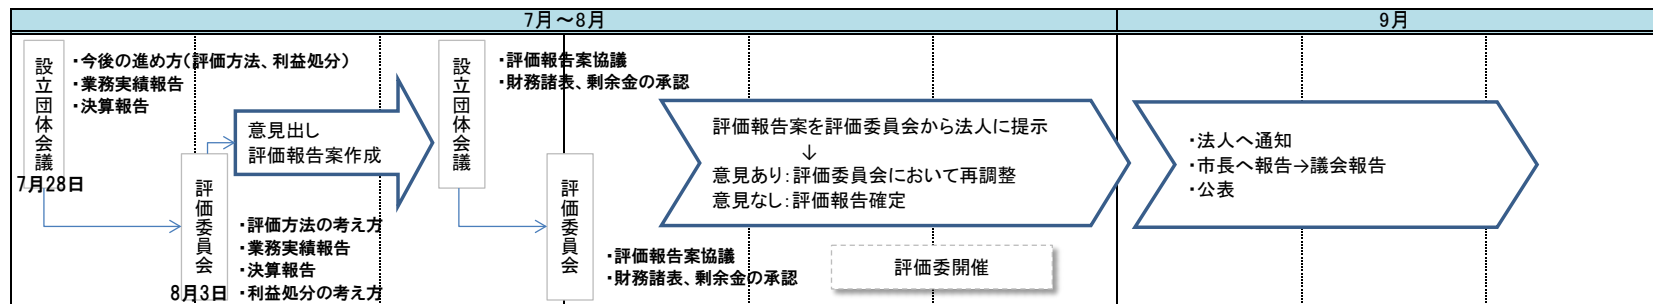 7月～8月
9月
設立団体会議
7月28日
・今後の進め方(評価方法、利益処分)
・業務実績報告
・決算報告
評価委員会
8月3日
・評価方法の考え方
・業務実績報告
・決算報告
・利益処分の考え方
意見出し
評価報告案作成
設立団体会議
・評価報告案協議
・財務諸表、剰余金の承認
評価委員会
・評価報告案協議
・財務諸表、剰余金の承認
評価報告案を評価委員会から法人に提示
↓
意見あり：評価委員会において再調整
意見なし：評価報告確定
評価委開催
・法人へ通知
・市長へ報告→議会報告
・公表